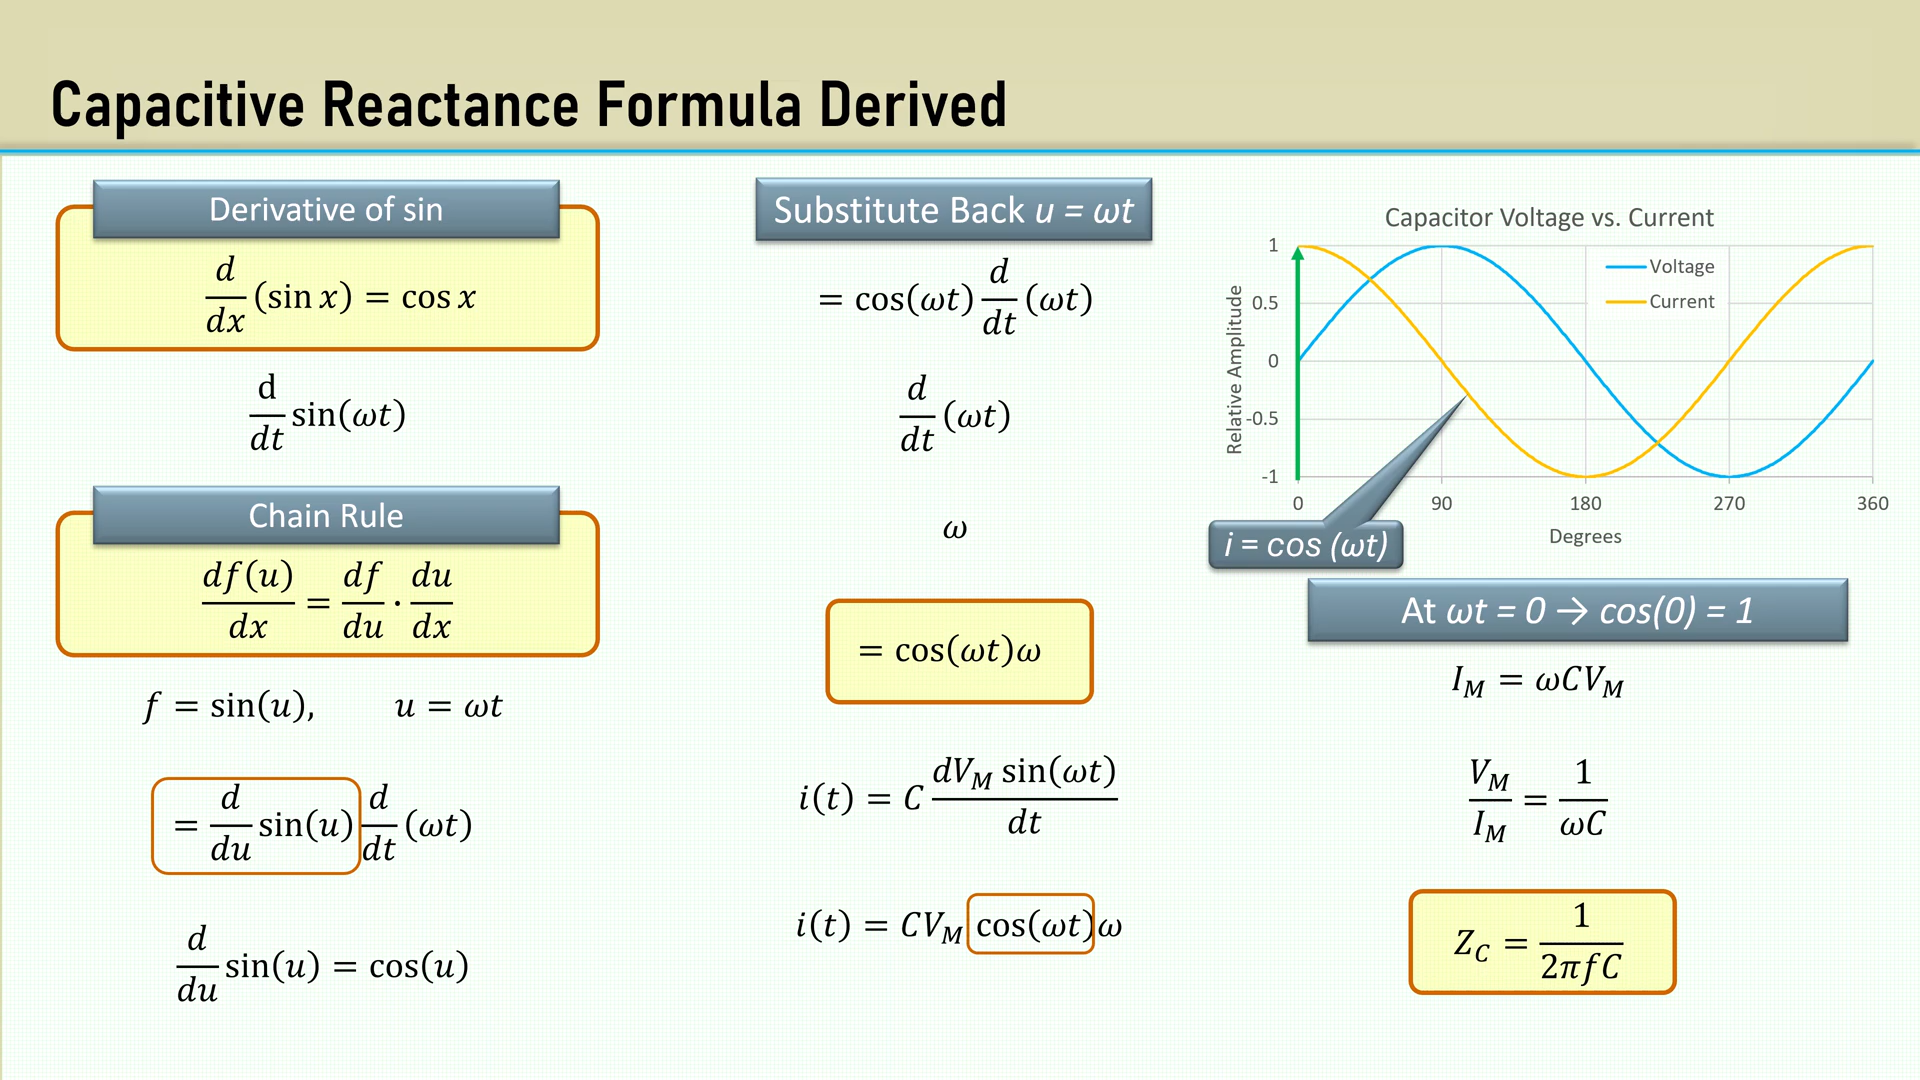 Capacitive Reactance Formula Derived
Derivative of sin
d/dx (sin x) = cos x
d/dt sin(ωt)
Chain Rule
df(u)/dx = df/du · du/dx
f = sin(u), u = ωt
= d/du sin(u) d/dt (ωt)
d/du sin(u) = cos(u)
Substitute Back u = ωt
= cos(ωt) d/dt (ωt)
d/dt (ωt)
ω
= cos(ωt)ω
i(t) = C dV_M sin(ωt)/dt
i(t) = CV_M cos(ωt)ω
Capacitor Voltage vs. Current
Voltage
Current
Relative Amplitude
1
0.5
0
-0.5
-1
0 90 180 270 360
Degrees
i = cos (ωt)
At ωt = 0 → cos(0) = 1
I_M = ωCV_M
V_M/I_M = 1/ωC
Z_C = 1/2πfC